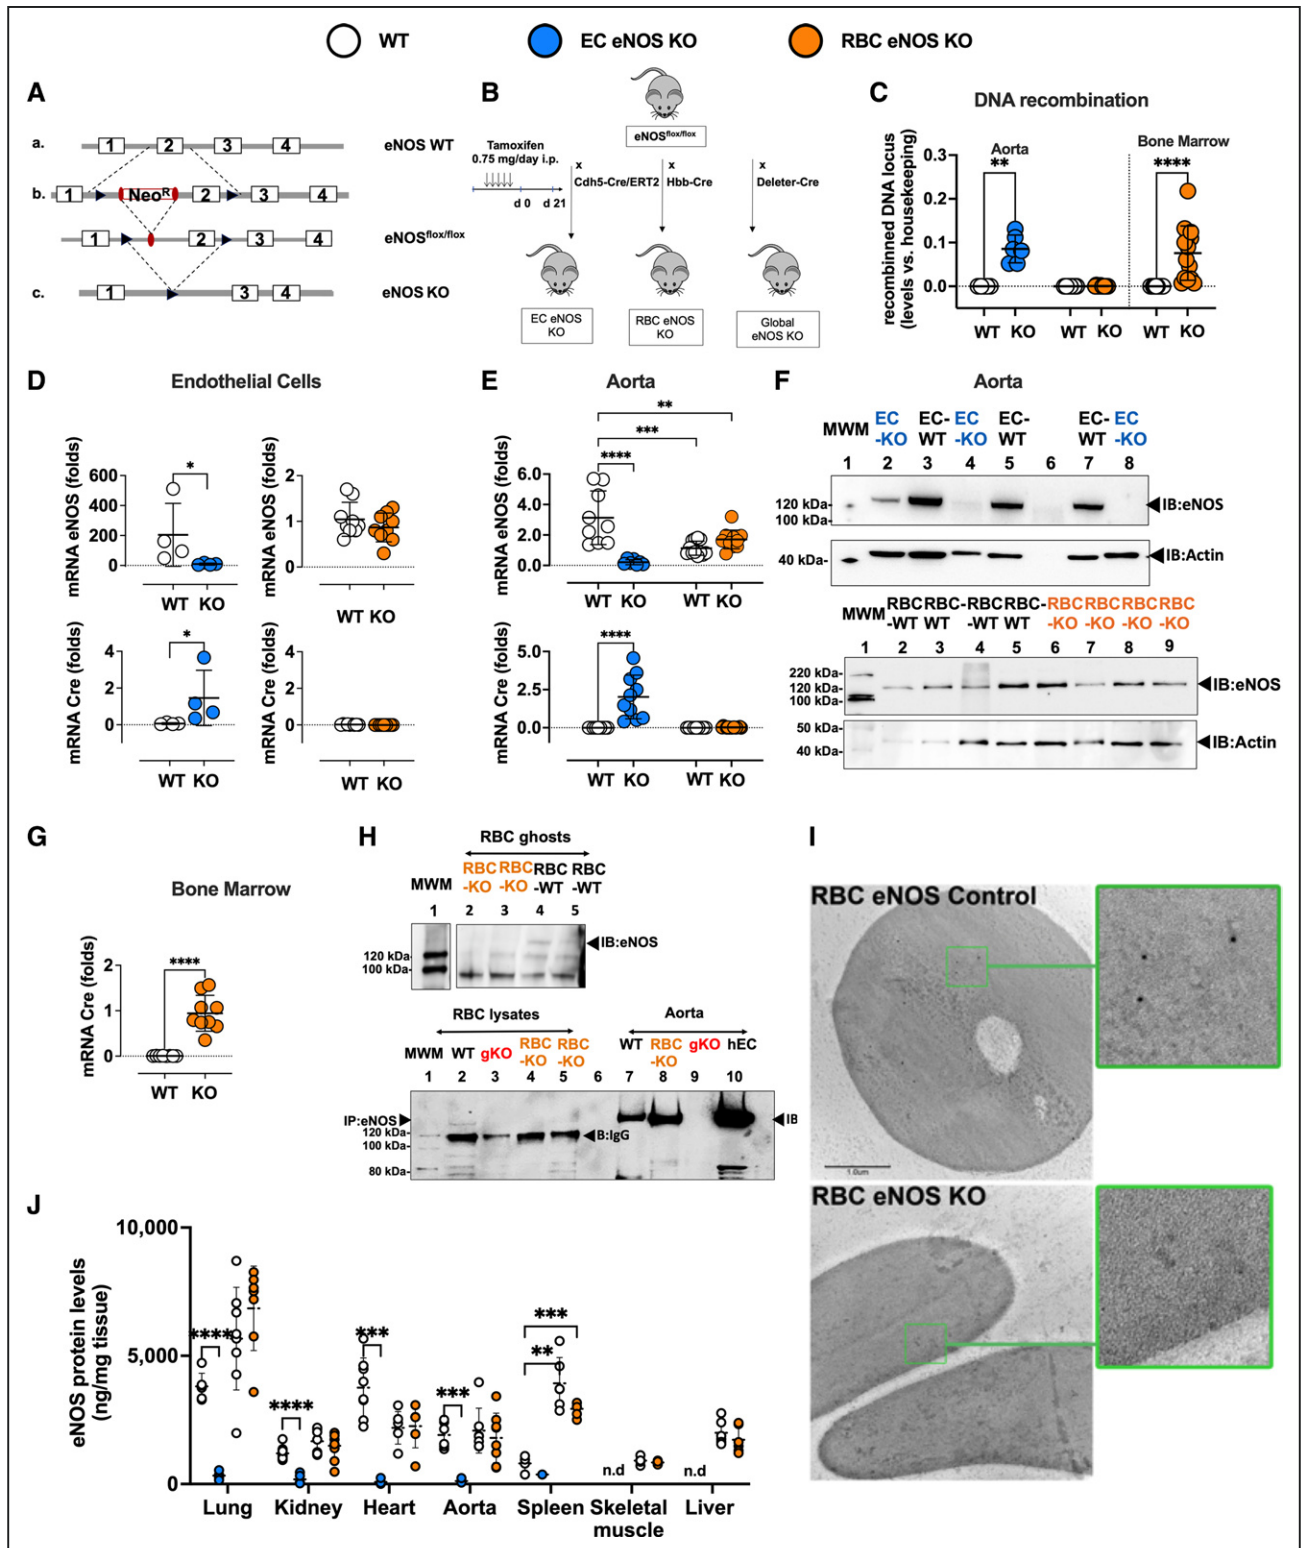 WT EC eNOS KO RBC eNOS KO
A
a. 1 2 3 4 eNOS WT
b. 1 Neoᴿ 2 3 4
1 2 3 4 eNOSflox/flox
c. 1 3 4 eNOS KO
B
eNOSflox/flox
Tamoxifen
0.75 mg/day i.p.
d 0 d 21
x x x
Cdh5-Cre/ERT2 Hbb-Cre Deleter-Cre
EC eNOS
KO
RBC eNOS
KO
Global
eNOS KO
C
DNA recombination
Aorta Bone Marrow
recombinned DNA locus
(levels vs. housekeeping)
0.3
0.2
0.1
0.0
** ****
WT KO WT KO WT KO
D
Endothelial Cells
mRNA eNOS (folds)
600
400
200
0
*
WT KO
mRNA eNOS (folds)
2
1
0
WT KO
mRNA Cre (folds)
4
2
0
*
WT KO
mRNA Cre (folds)
4
2
0
WT KO
E
Aorta
mRNA eNOS (folds)
6.0
4.0
2.0
0.0
**
***
****
WT KO WT KO
mRNA Cre (folds)
5.0
2.5
0.0
****
WT KO WT KO
F
Aorta
MWM EC-KO EC-WT EC-KO EC-WT EC-WT EC-KO
1 2 3 4 5 6 7 8
120 kDa-
100 kDa-
IB:eNOS
40 kDa-
IB:Actin
MWM RBC-WT RBC-WT RBC-WT RBC-WT RBC-KO RBC-KO RBC-KO RBC-KO
1 2 3 4 5 6 7 8 9
220 kDa-
120 kDa-
100 kDa-
IB:eNOS
50 kDa-
40 kDa-
IB:Actin
G
Bone Marrow
mRNA Cre (folds)
2
1
0
****
WT KO
H
RBC ghosts
MWM RBC-KO RBC-KO RBC-WT RBC-WT
1 2 3 4 5
120 kDa-
100 kDa-
IB:eNOS
RBC lysates Aorta
MWM WT gKO RBC-KO RBC-KO WT RBC-KO gKO hEC
1 2 3 4 5 6 7 8 9 10
IP:eNOS
120 kDa-
100 kDa-
80 kDa-
B:IgG
IB
I
RBC eNOS Control
1.0um
RBC eNOS KO
J
eNOS protein levels
(ng/mg tissue)
10,000
5,000
0
**** **** *** *** ** ***
n.d n.d
Lung Kidney Heart Aorta Spleen Skeletal muscle Liver